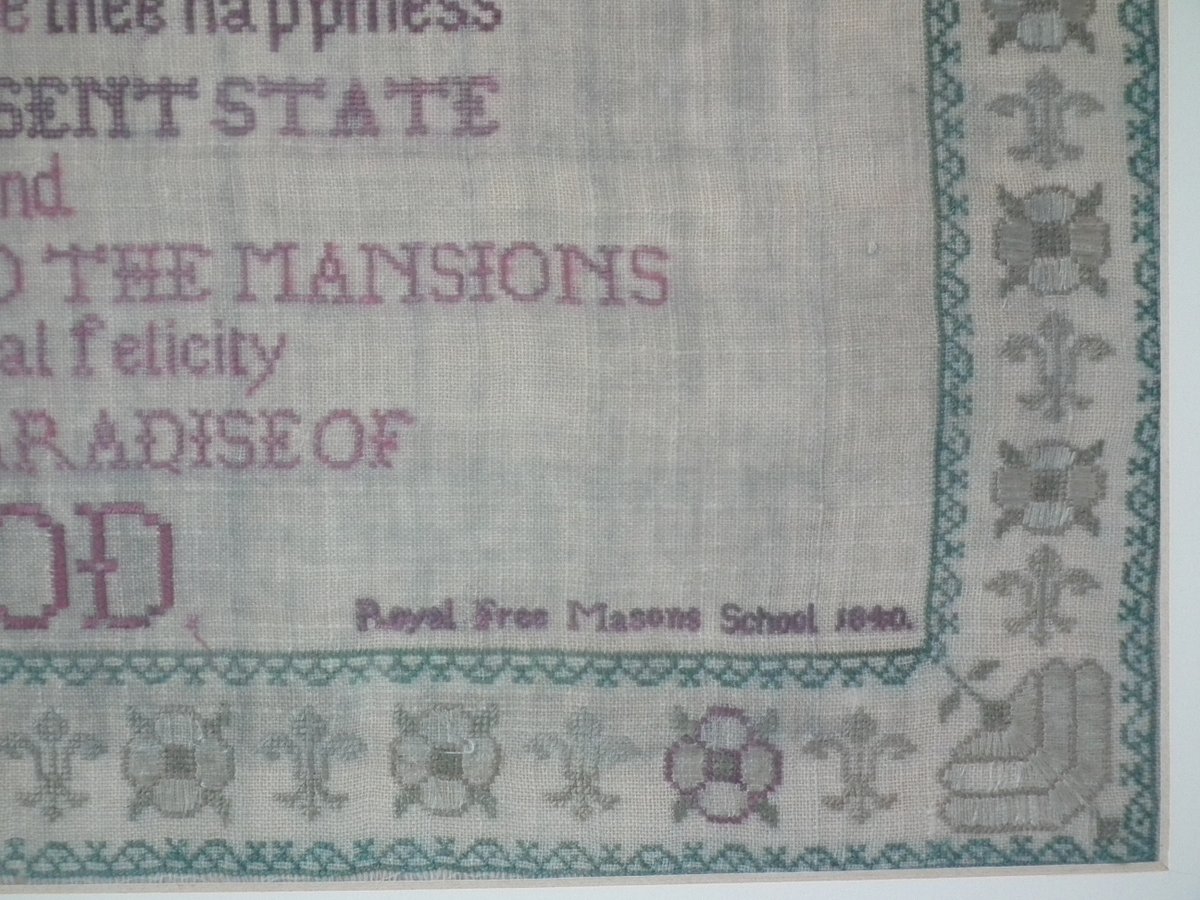 e thee happiness
SENT STATE
nd.
O THE MANSIONS
al felicity
ARADISE OF
OD.
Royal Free Masons School 1840.